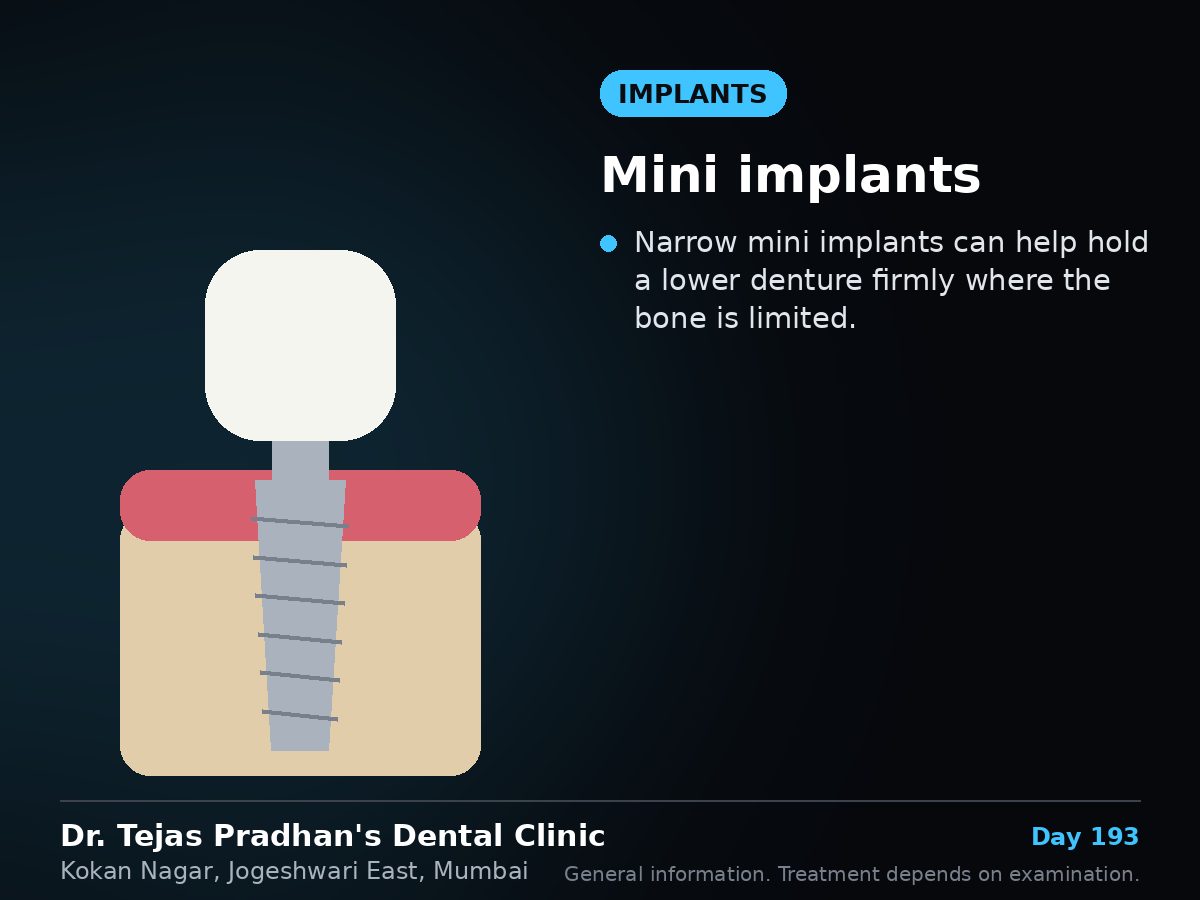 IMPLANTS
Mini implants
Narrow mini implants can help hold
a lower denture firmly where the
bone is limited.
Dr. Tejas Pradhan's Dental Clinic
Day 193
Kokan Nagar, Jogeshwari East, Mumbai
General information. Treatment depends on examination.